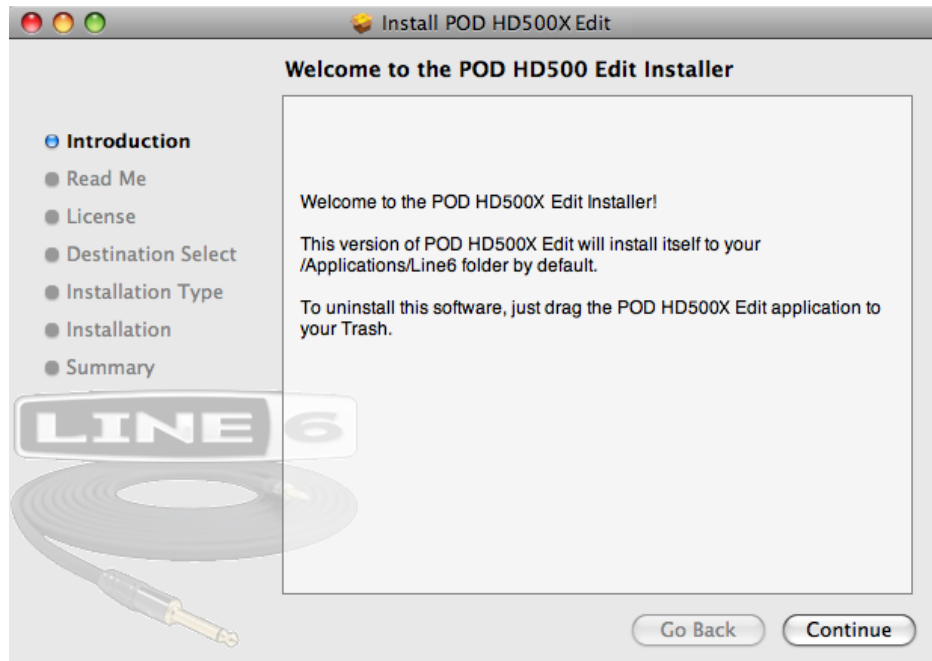 Install POD HD500X Edit
Welcome to the POD HD500 Edit Installer
Introduction
Read Me
License
Destination Select
Installation Type
Installation
Summary
LINE 6
Welcome to the POD HD500X Edit Installer!
This version of POD HD500X Edit will install itself to your
/Applications/Line6 folder by default.
To uninstall this software, just drag the POD HD500X Edit application to
your Trash.
Go Back
Continue